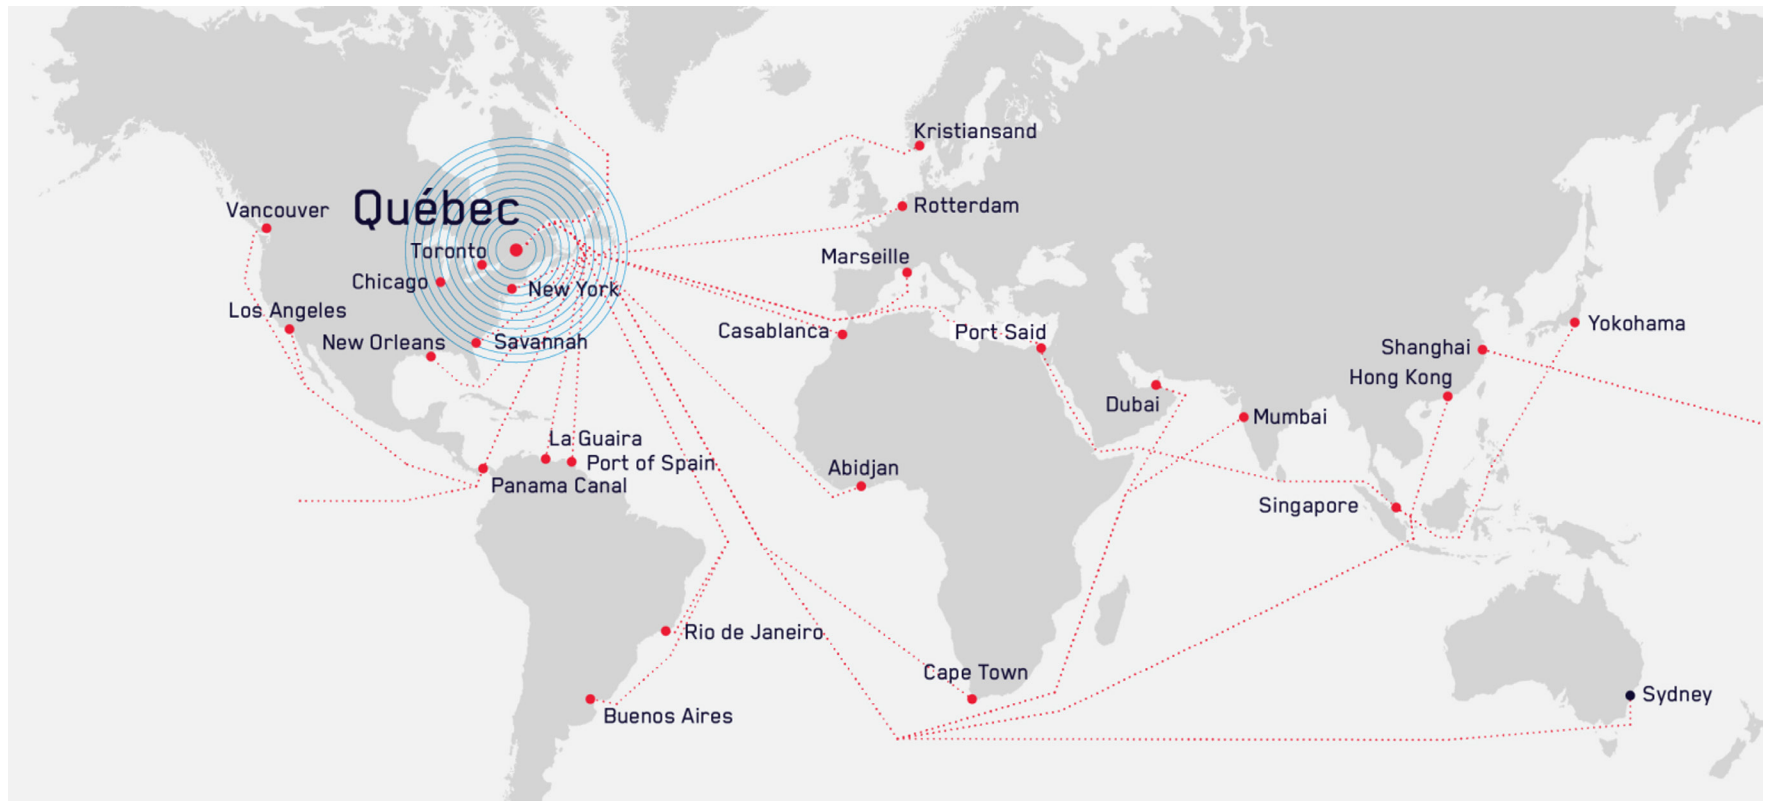 Kristiansand
Québec
Vancouver
Rotterdam
Toronto
Marseille
Chicago
New York
Los Angeles
New Orleans
Savannah
Casablanca
Port Said
Yokohama
Shanghai
Hong Kong
Dubai
Mumbai
La Guaira
Port of Spain
Abidjan
Panama Canal
Singapore
Rio de Janeiro
Cape Town
Sydney
Buenos Aires